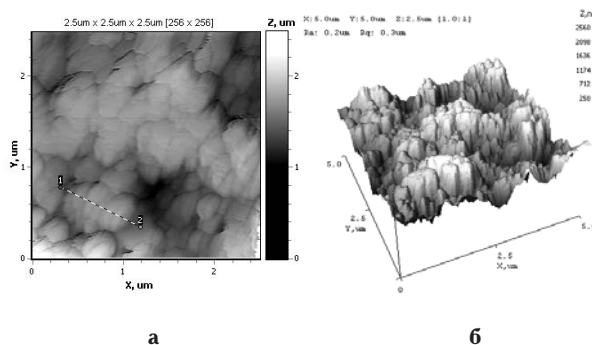 2.5um x 2.5um x 2.5um [256 x 256]
Z, um
2
1
0
Y, um
2
1
0
1
2
0
1
2
X, um
а
X:5.0um Y:5.0um Z:2.5um [1.0:1]
Ra: 0.2um Rq: 0.3um
Z,n
2560
2098
1636
1174
712
250
5.0
2.5
Y,um
0
2.5
X,um
5.0
б